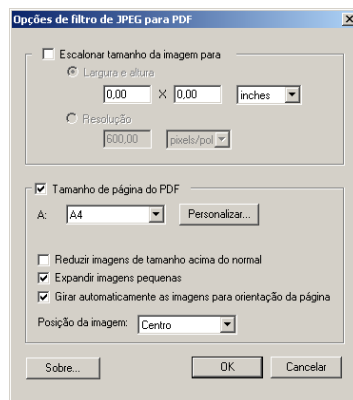 Opções de filtro de JPEG para PDF
Escalonar tamanho da imagem para
Largura e altura
0,00 X 0,00 inches
Resolução
600,00 pixels/pol
Tamanho de página do PDF
A: A4 Personalizar...
Reduzir imagens de tamanho acima do normal
Expandir imagens pequenas
Girar automaticamente as imagens para orientação da página
Posição da imagem: Centro
Sobre... OK Cancelar